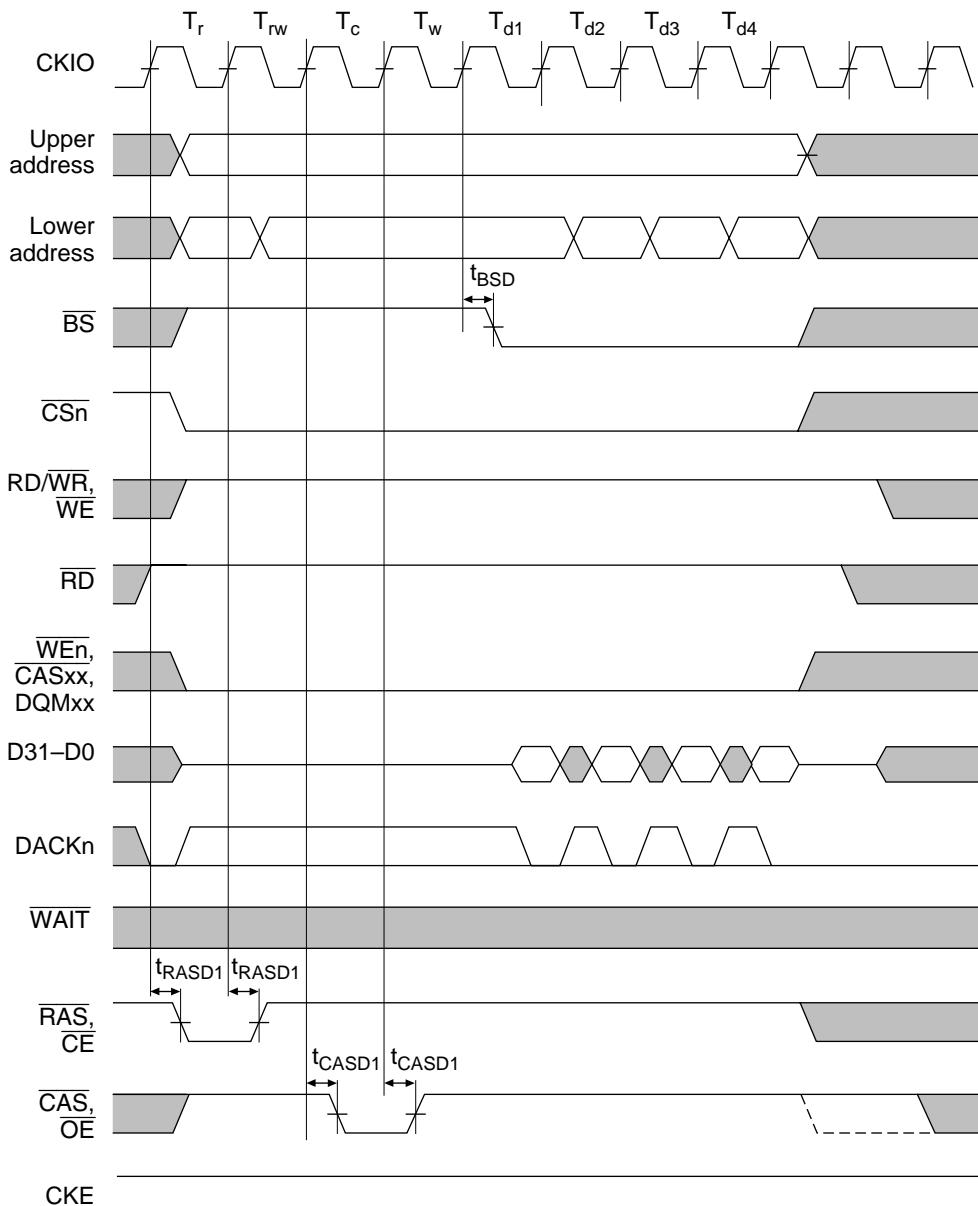 Tr Trw Tc Tw Td1 Td2 Td3 Td4
CKIO
Upper
address
Lower
address
tBSD
BS
CSn
RD/WR,
WE
RD
WEn,
CASxx,
DQMxx
D31–D0
DACKn
WAIT
tRASD1 tRASD1
RAS,
CE
tCASD1 tCASD1
CAS,
OE
CKE